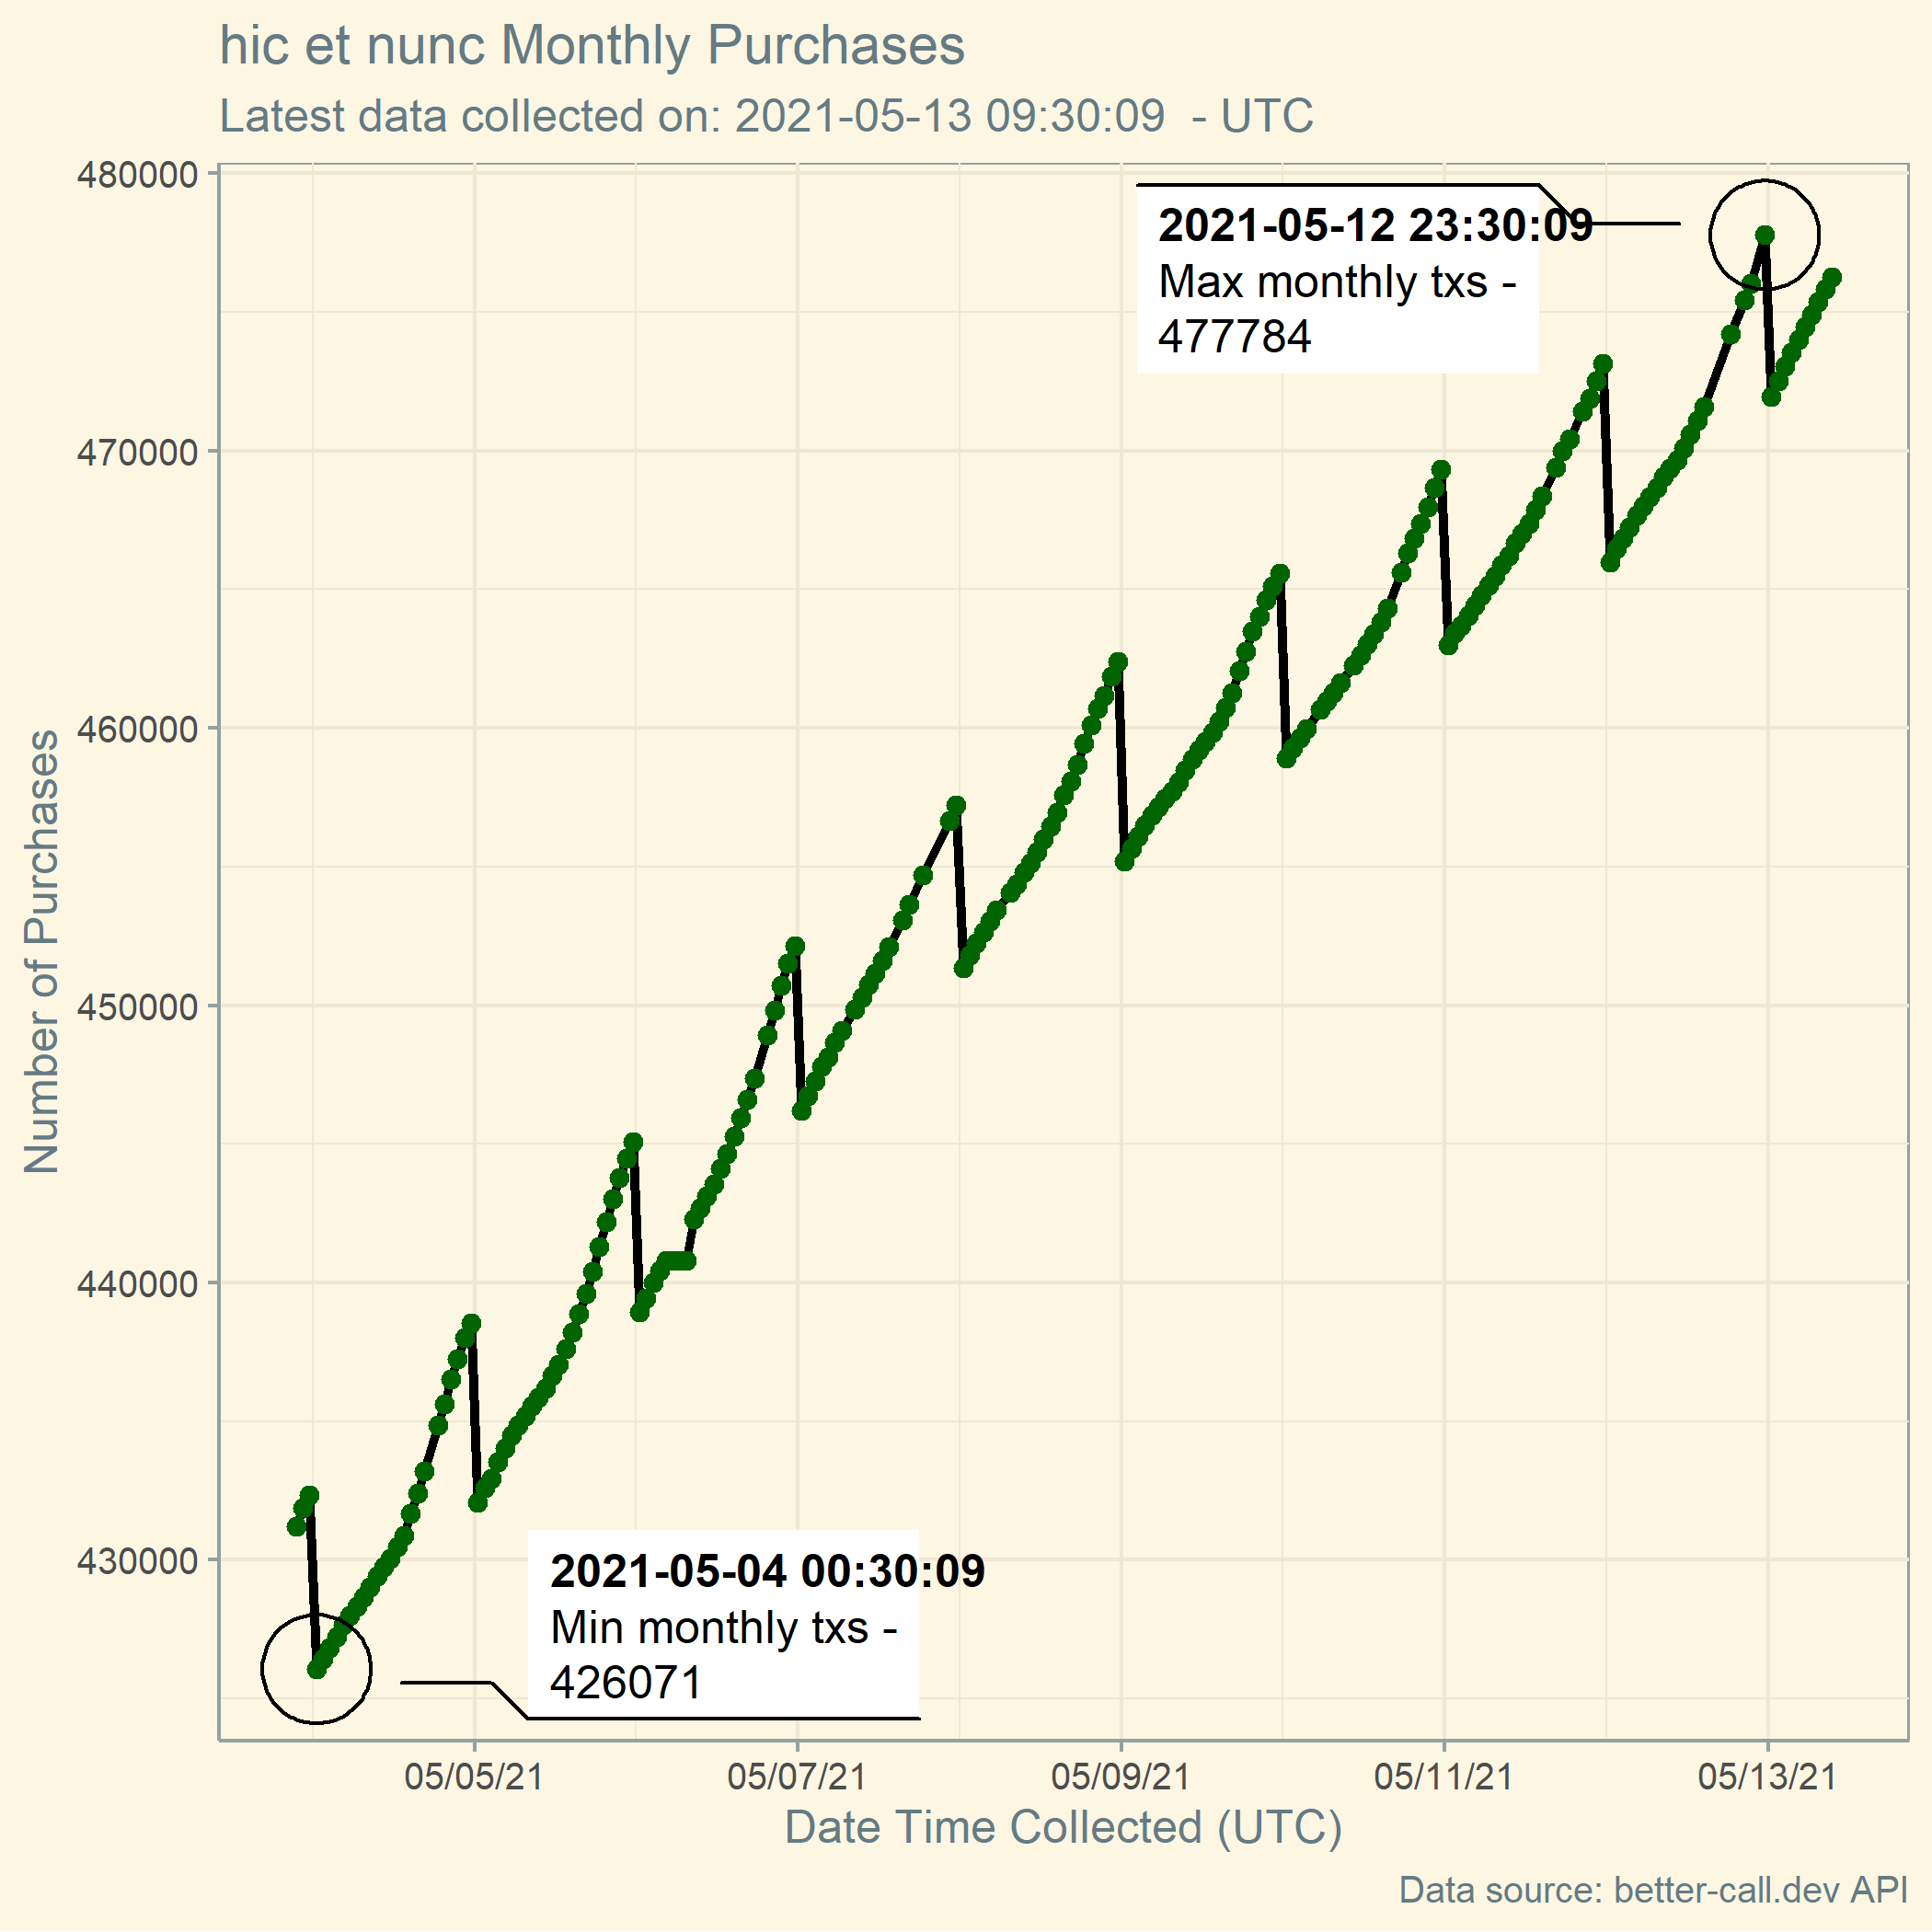 hic et nunc Monthly Purchases
Latest data collected on: 2021-05-13 09:30:09  - UTC
480000
470000
460000
450000
440000
430000
Number of Purchases
2021-05-12 23:30:09
Max monthly txs -
477784
2021-05-04 00:30:09
Min monthly txs -
426071
05/05/21
05/07/21
05/09/21
05/11/21
05/13/21
Date Time Collected (UTC)
Data source: better-call.dev API